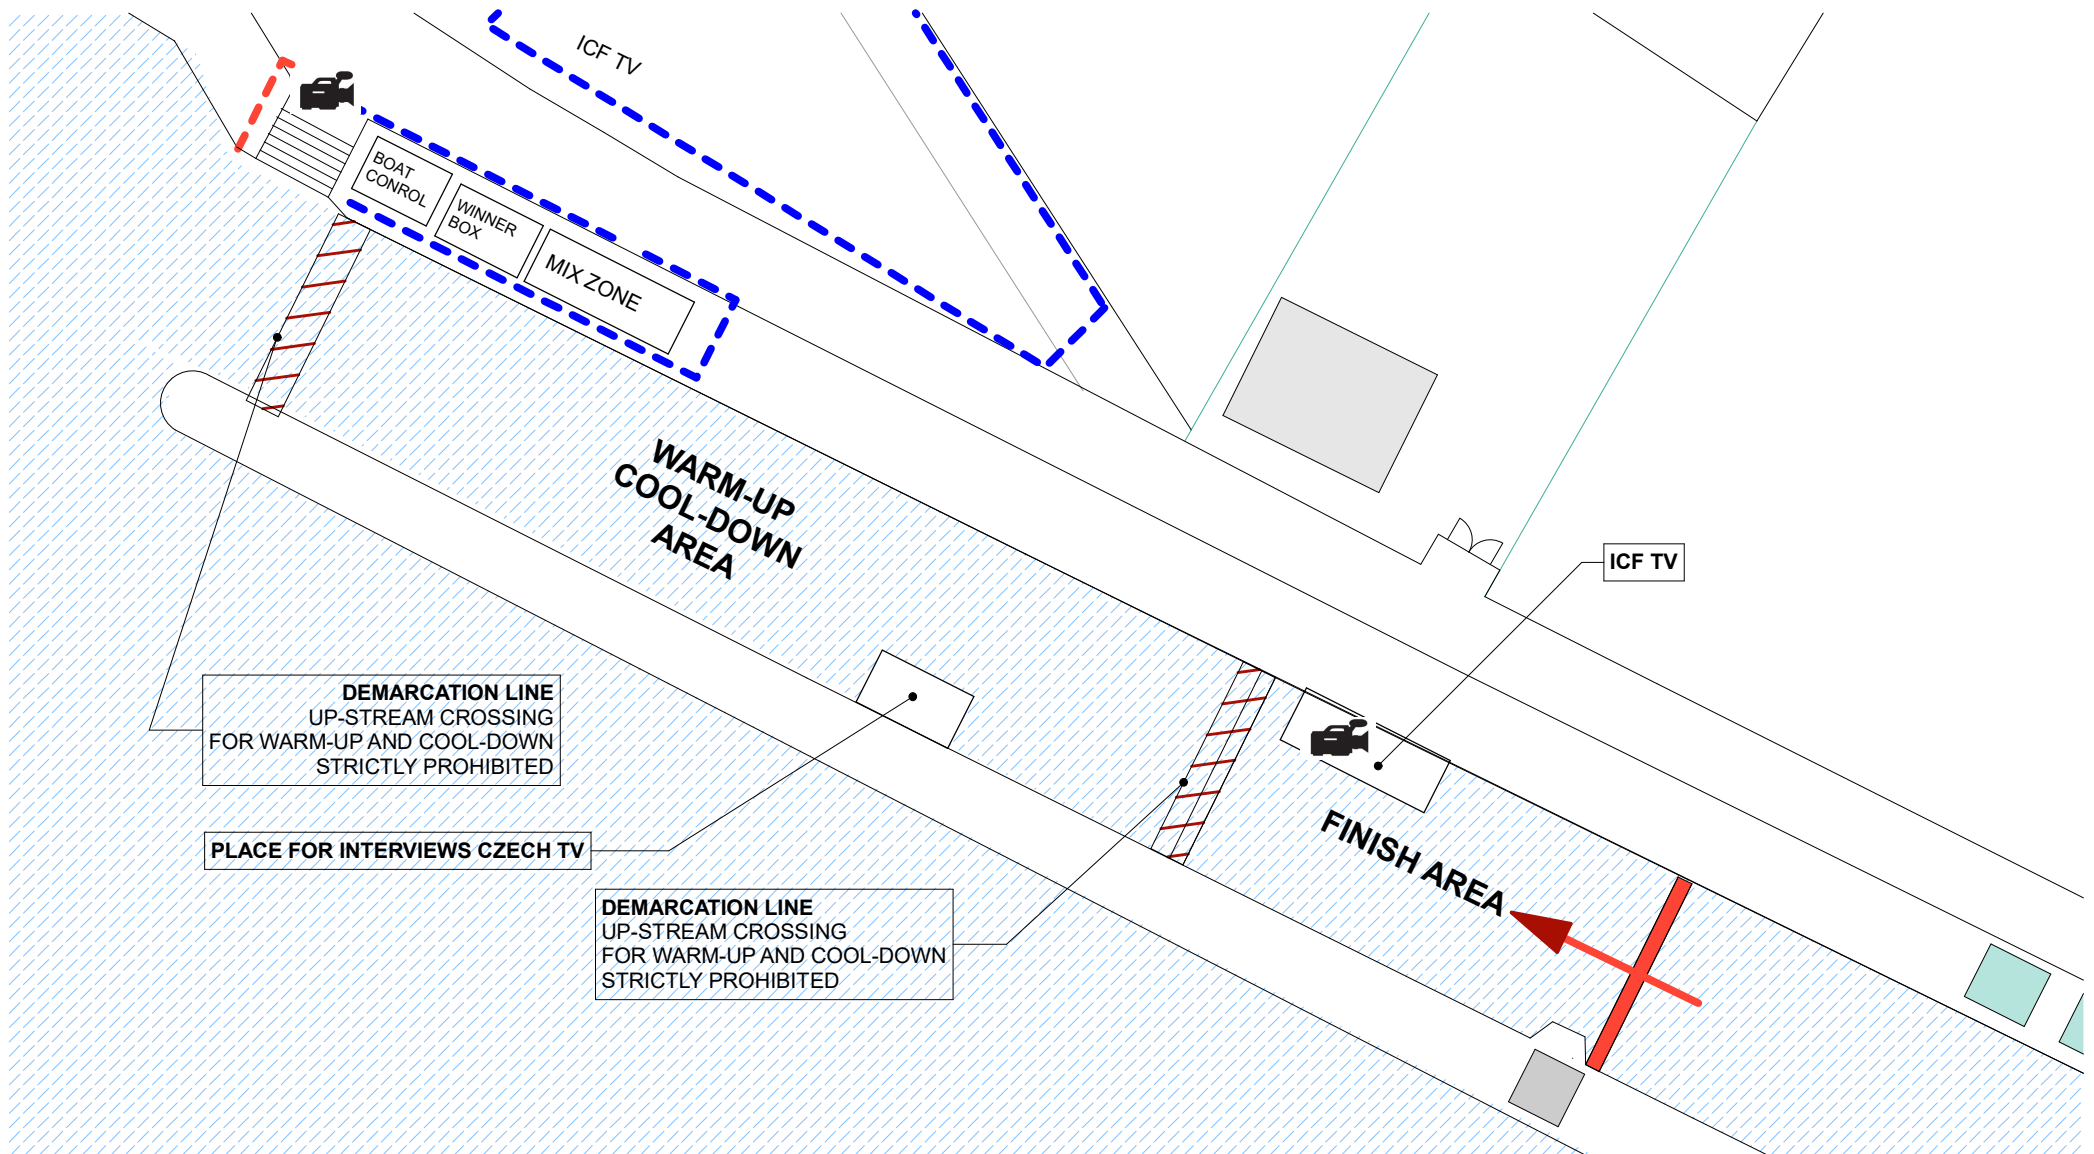 ICF TV
BOAT
CONROL
WINNER
BOX
MIX ZONE
WARM-UP
COOL-DOWN
AREA
ICF TV
DEMARCATION LINE
UP-STREAM CROSSING
FOR WARM-UP AND COOL-DOWN
STRICTLY PROHIBITED
PLACE FOR INTERVIEWS CZECH TV
FINISH AREA
DEMARCATION LINE
UP-STREAM CROSSING
FOR WARM-UP AND COOL-DOWN
STRICTLY PROHIBITED